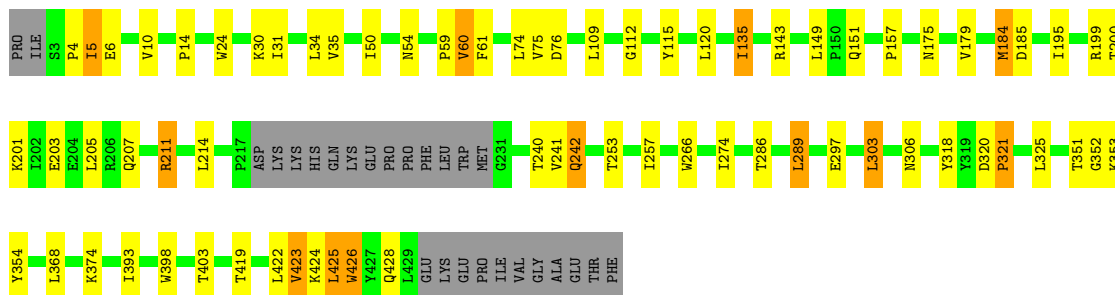 PRO ILE S3 P4 I5 E6 V10 P14 W24 K30 I31 L34 V35 I50 N54 P59 V60 F61 L74 V75 D76 L109 G112 Y115 L120 I135 R143 L149 P150 Q151 P157 N175 V179 M184 D185 I195 R199 T200
K201 I202 E203 E204 L205 R206 Q207 R211 L214 P217 ASP LYS LYS HIS GLN LYS GLU PRO PRO PHE LEU TRP MET G231 T240 V241 Q242 T253 I257 W266 I274 T286 L289 E297 L303 N306 Y318 Y319 D320 P321 L325 T351 G352 K353
Y354 L368 K374 I393 W398 T403 T419 L422 V423 K424 L425 W426 Y427 Q428 L429 GLU LYS GLU PRO ILE VAL GLY ALA GLU THR PHE